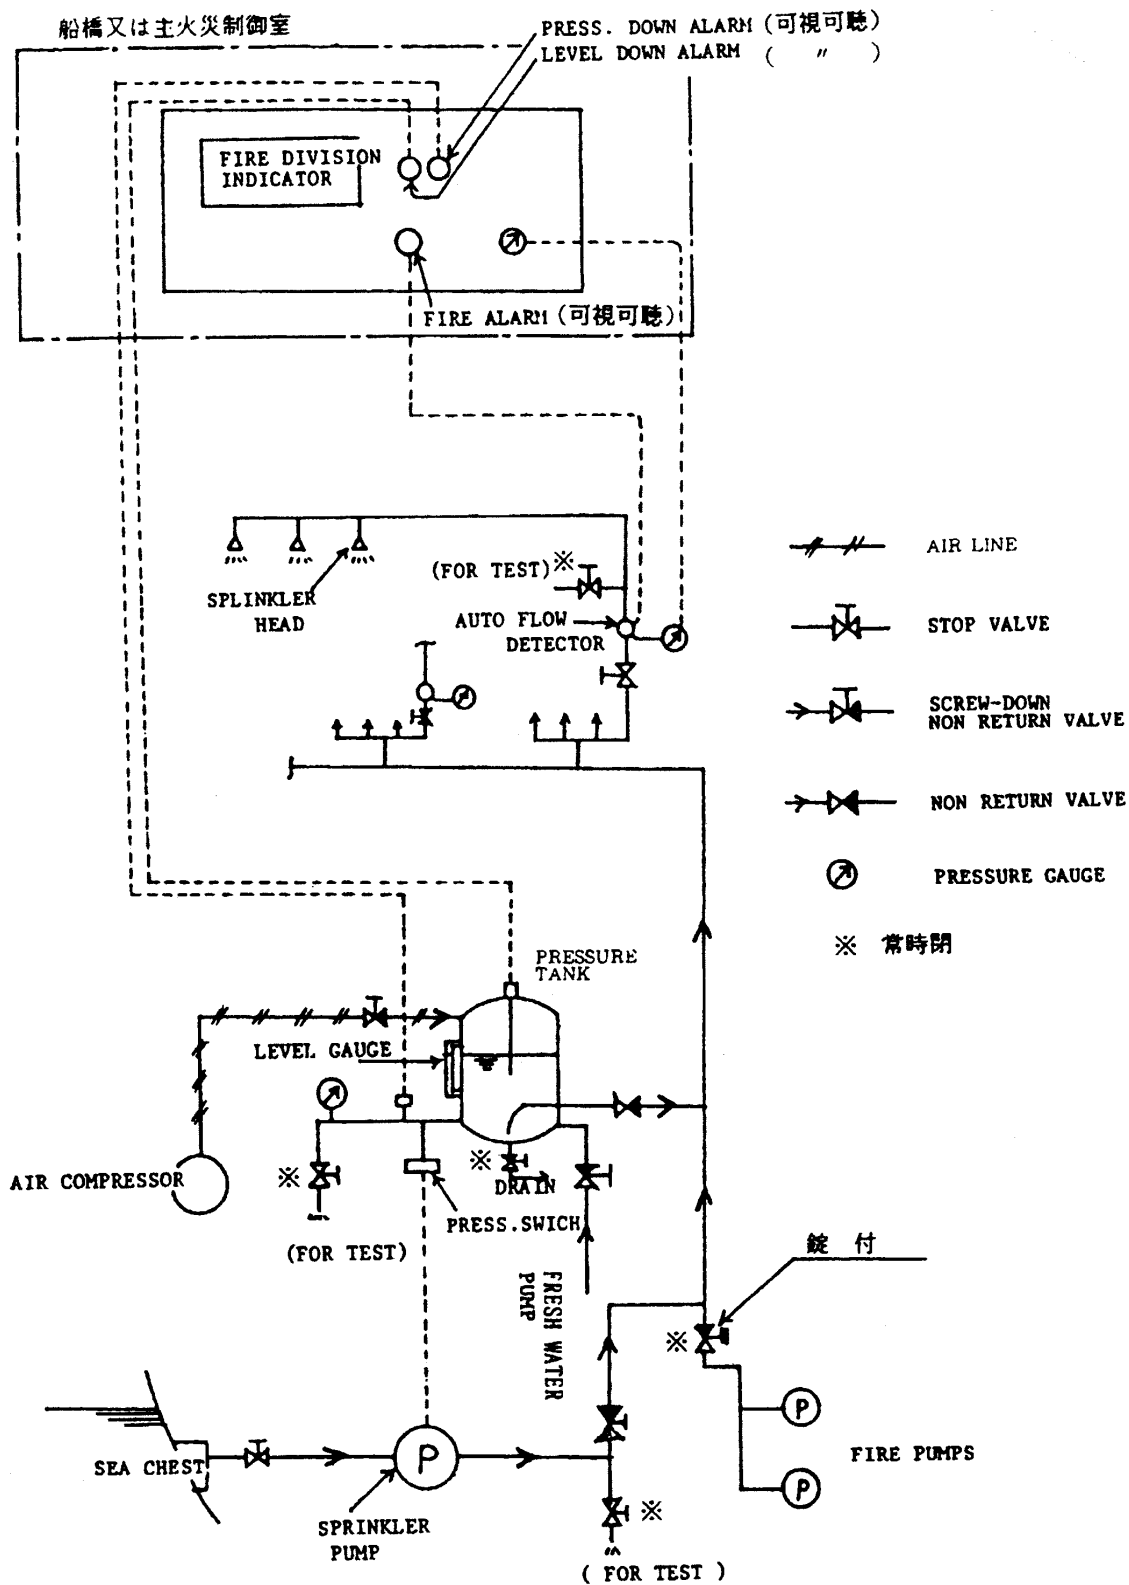 船橋又は主火災制御室
PRESS. DOWN ALARM (可視可聴)
LEVEL DOWN ALARM ( 〃 )
FIRE DIVISION
INDICATOR
FIRE ALARM (可視可聴)
(FOR TEST)※
SPLINKLER
HEAD
AUTO FLOW
DETECTOR
AIR LINE
STOP VALVE
SCREW-DOWN
NON RETURN VALVE
NON RETURN VALVE
PRESSURE GAUGE
※ 常時閉
PRESSURE
TANK
LEVEL GAUGE
AIR COMPRESSOR
※
(FOR TEST)
※
DRAIN
PRESS.SWICH
FRESH WATER
PUMP
錠 付
※
P
P
FIRE PUMPS
SEA CHEST
P
SPRINKLER
PUMP
※
( FOR TEST )